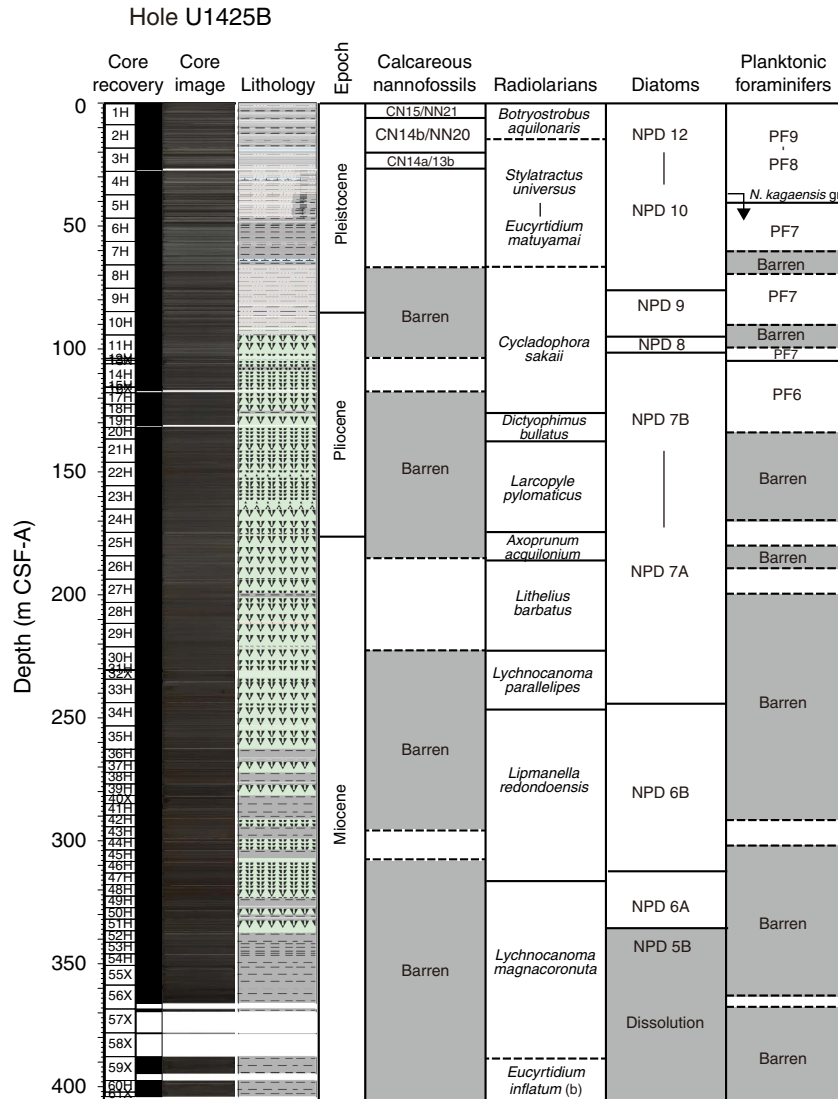 Hole U1425B
Core
recovery
Core
image
Lithology
Epoch
Calcareous
nannofossils
Radiolarians
Diatoms
Planktonic
foraminifers
Depth (m CSF-A)
0
50
100
150
200
250
300
350
400
1H
2H
3H
4H
5H
6H
7H
8H
9H
10H
11H
14H
17H
18H
19H
20H
21H
22H
23H
24H
25H
26H
27H
28H
29H
30H
31H
32X
33H
34H
35H
36H
37H
38H
39H
40X
41H
42H
43H
44H
45H
46H
47H
48H
49H
50H
51H
52H
53H
54H
55X
56X
57X
58X
59X
60H
61X
Pleistocene
Pliocene
Miocene
CN15/NN21
CN14b/NN20
CN14a/13b
Barren
Barren
Barren
Barren
Botryostrobus
aquilonaris
Stylatractus
universus
Eucyrtidium
matuyamai
Cycladophora
sakaii
Dictyophimus
bullatus
Larcopyle
pylomaticus
Axoprunum
acquilonium
Lithelius
barbatus
Lychnocanoma
parallelipes
Lipmanella
redondoensis
Lychnocanoma
magnacoronuta
Eucyrtidium
inflatum (b)
NPD 12
NPD 10
NPD 9
NPD 8
NPD 7B
NPD 7A
NPD 6B
NPD 6A
NPD 5B
Dissolution
PF9
PF8
N. kagaensis gr
PF7
Barren
PF7
Barren
PF7
PF6
Barren
Barren
Barren
Barren
Barren